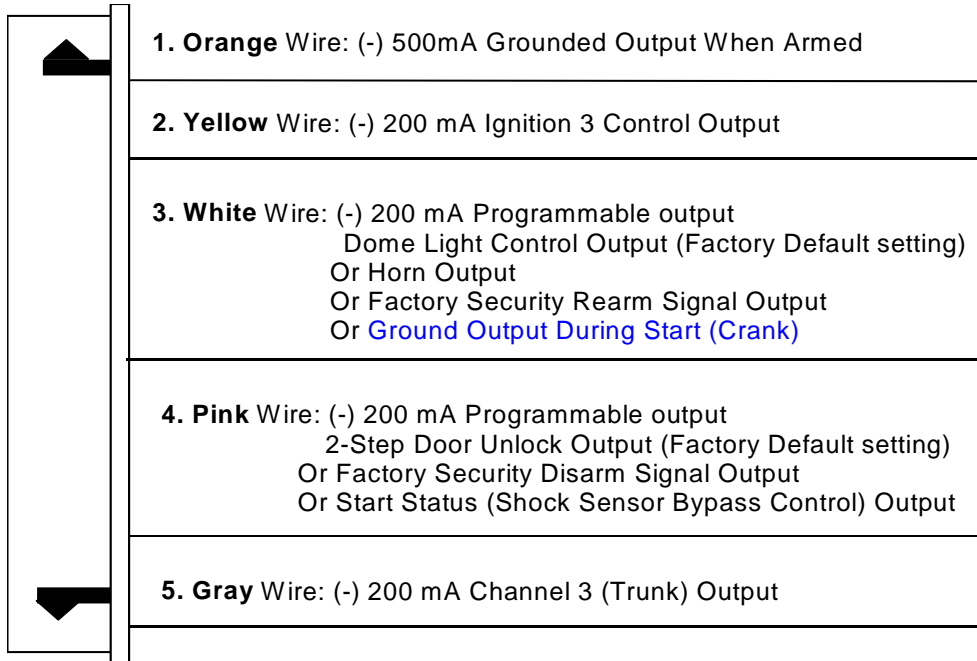 1. Orange Wire: (-) 500mA Grounded Output When Armed
2. Yellow Wire: (-) 200 mA Ignition 3 Control Output
3. White Wire: (-) 200 mA Programmable output
Dome Light Control Output (Factory Default setting)
Or Horn Output
Or Factory Security Rearm Signal Output
Or Ground Output During Start (Crank)
4. Pink Wire: (-) 200 mA Programmable output
2-Step Door Unlock Output (Factory Default setting)
Or Factory Security Disarm Signal Output
Or Start Status (Shock Sensor Bypass Control) Output
5. Gray Wire: (-) 200 mA Channel 3 (Trunk) Output